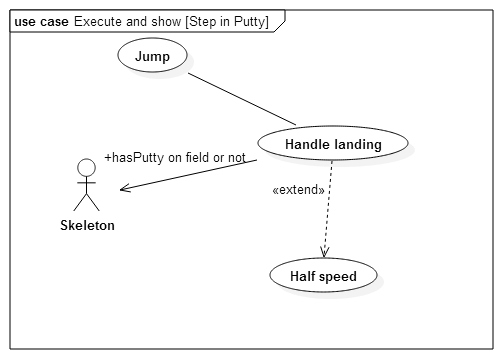 use case Execute and show [Step in Putty]
Jump
Handle landing
+hasPutty on field or not
«extend»
Skeleton
Half speed